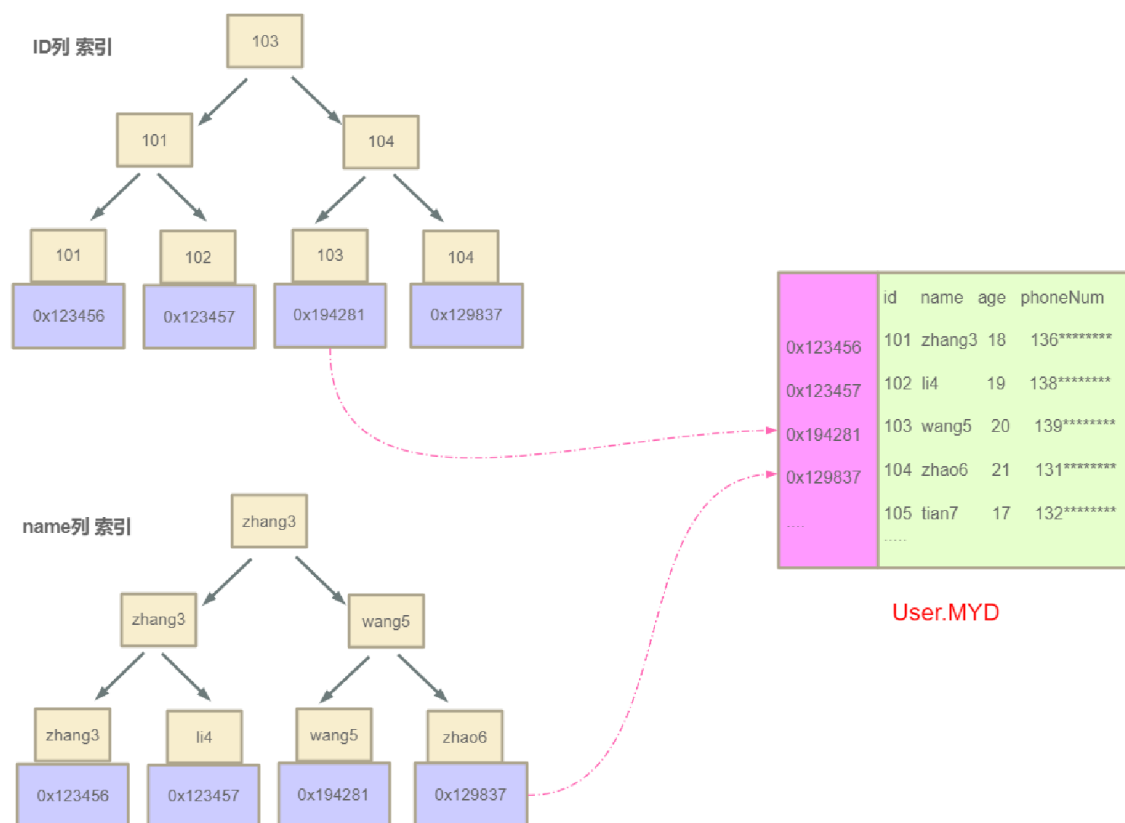 ID列 索引
103
101
104
101
102
103
104
0x123456
0x123457
0x194281
0x129837
id name age phoneNum
0x123456
101 zhang3 18 136********
0x123457
102 li4 19 138********
0x194281
103 wang5 20 139********
0x129837
104 zhao6 21 131********
....
105 tian7 17 132********
.....
User.MYD
name列 索引
zhang3
zhang3
wang5
zhang3
li4
wang5
zhao6
0x123456
0x123457
0x194281
0x129837